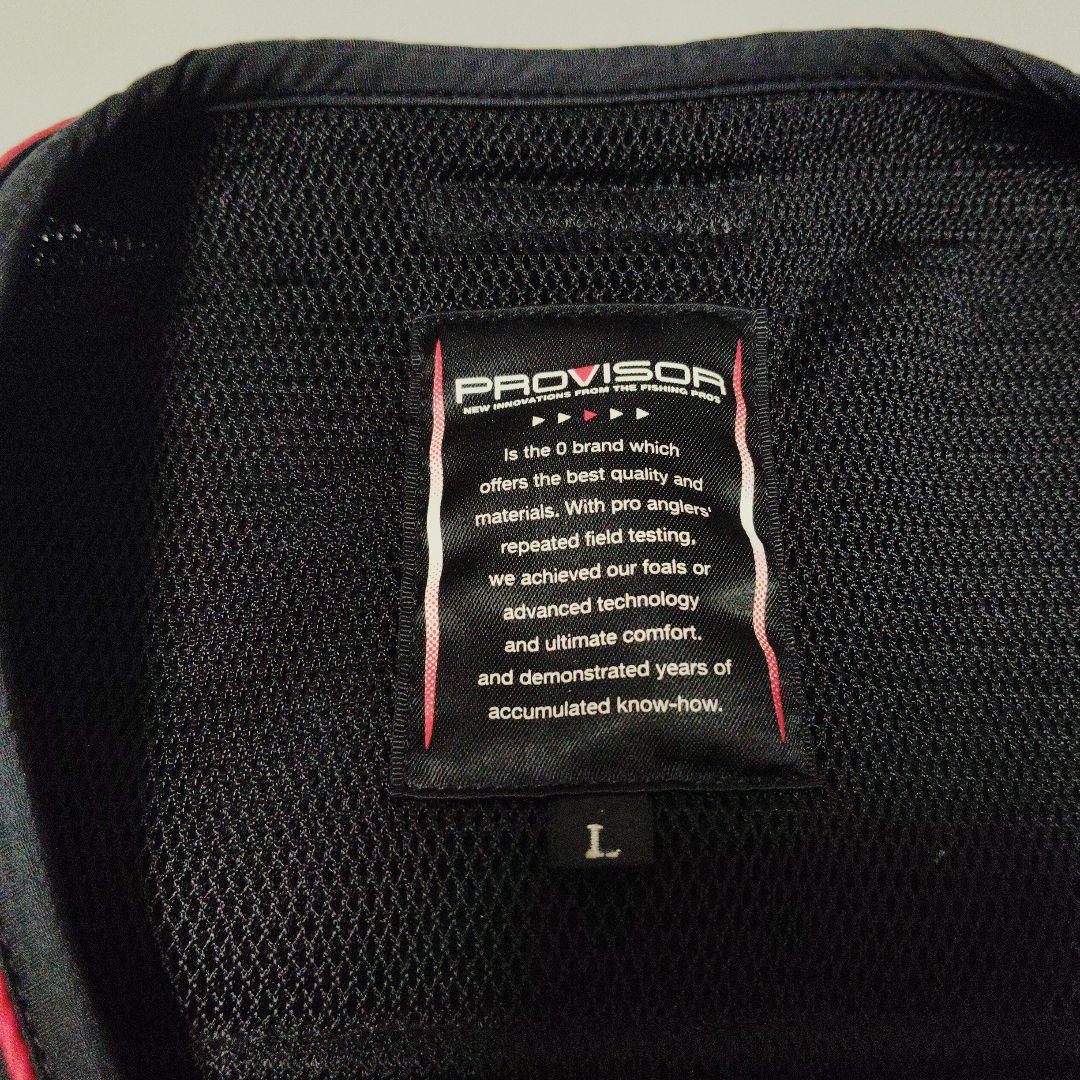 PROVISOR
NEW INNOVATIONS FROM THE FISHING PROS
Is the 0 brand which
offers the best quality and
materials. With pro anglers'
repeated field testing,
we achieved our foals or
advanced technology
and ultimate comfort.
and demonstrated years of
accumulated know-how.
L